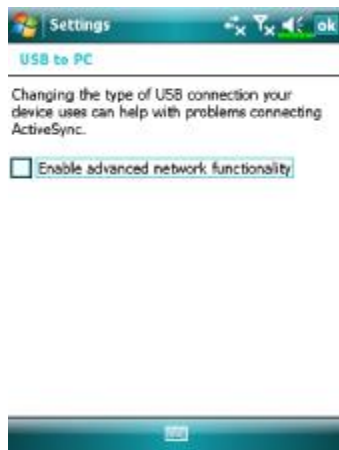 Settings
ok
USB to PC
Changing the type of USB connection your
device uses can help with problems connecting
ActiveSync.
Enable advanced network functionality